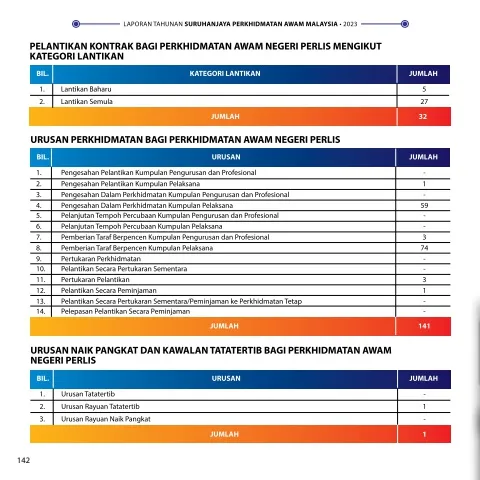 LAPORAN TAHUNAN SURUHANJAYA PERKHIDMATAN AWAM MALAYSIA • 2023
PELANTIKAN KONTRAK BAGI PERKHIDMATAN AWAM NEGERI PERLIS MENGIKUT
KATEGORI LANTIKAN
BIL. KATEGORI LANTIKAN JUMLAH
1. Lantikan Baharu 5
2. Lantikan Semula 27
JUMLAH 32
URUSAN PERKHIDMATAN BAGI PERKHIDMATAN AWAM NEGERI PERLIS
BIL. URUSAN JUMLAH
1. Pengesahan Pelantikan Kumpulan Pengurusan dan Profesional -
2. Pengesahan Pelantikan Kumpulan Pelaksana 1
3. Pengesahan Dalam Perkhidmatan Kumpulan Pengurusan dan Profesional -
4. Pengesahan Dalam Perkhidmatan Kumpulan Pelaksana 59
5. Pelanjutan Tempoh Percubaan Kumpulan Pengurusan dan Profesional -
6. Pelanjutan Tempoh Percubaan Kumpulan Pelaksana -
7. Pemberian Taraf Berpencen Kumpulan Pengurusan dan Profesional 3
8. Pemberian Taraf Berpencen Kumpulan Pelaksana 74
9. Pertukaran Perkhidmatan -
10. Pelantikan Secara Pertukaran Sementara -
11. Pertukaran Pelantikan 3
12. Pelantikan Secara Peminjaman 1
13. Pelantikan Secara Pertukaran Sementara/Peminjaman ke Perkhidmatan Tetap -
14. Pelepasan Pelantikan Secara Peminjaman -
JUMLAH 141
URUSAN NAIK PANGKAT DAN KAWALAN TATATERTIB BAGI PERKHIDMATAN AWAM
NEGERI PERLIS
BIL. URUSAN JUMLAH
1. Urusan Tatatertib -
2. Urusan Rayuan Tatatertib 1
3. Urusan Rayuan Naik Pangkat -
JUMLAH 1
142